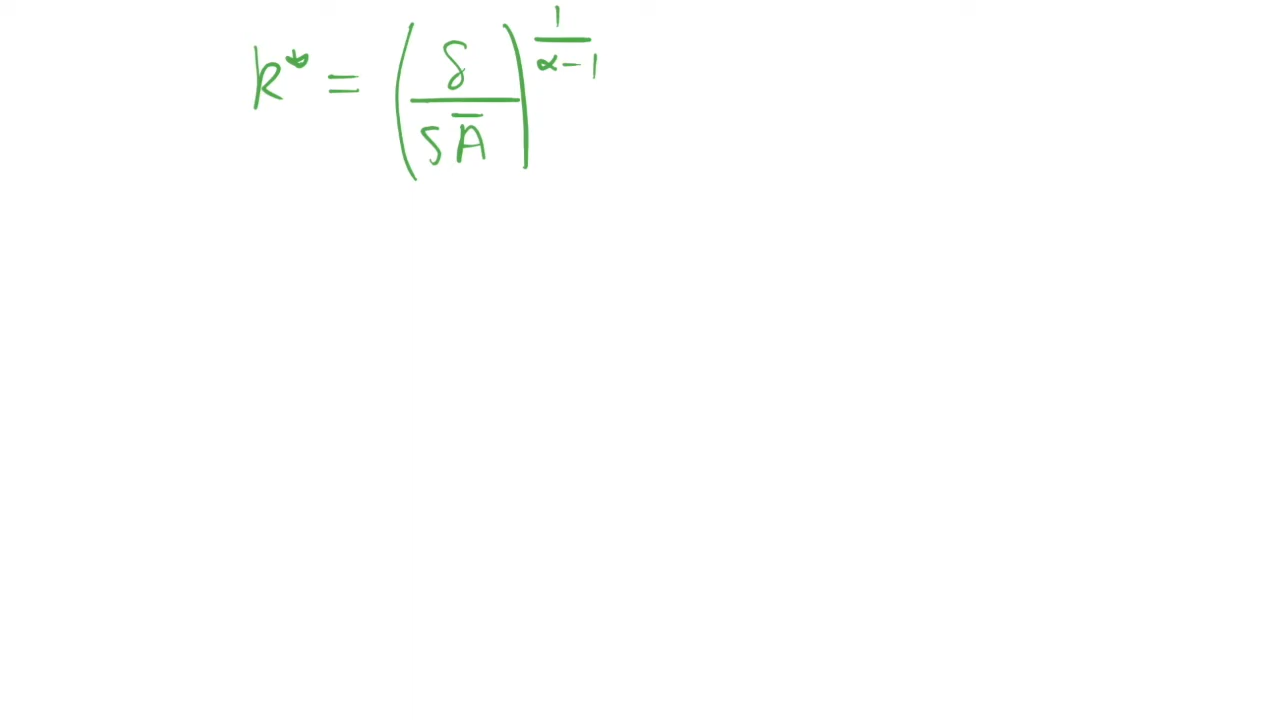 k* = (δ / sĀ)^(1/(α-1))